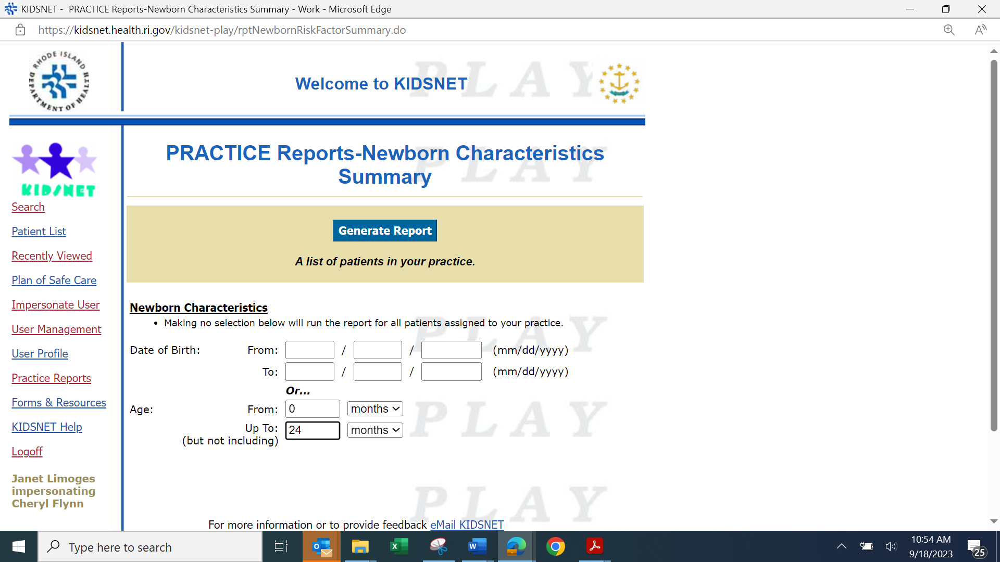 KIDSNET - PRACTICE Reports-Newborn Characteristics Summary - Work - Microsoft Edge
https://kidsnet.health.ri.gov/kidsnet-play/rptNewbornRiskFactorSummary.do
RHODE ISLAND HEALTH
DEPARTMENT OF
PLAY
Welcome to KIDSNET
KIDSNET
Search
Patient List
Recently Viewed
Plan of Safe Care
Impersonate User
User Management
User Profile
Practice Reports
Forms & Resources
KIDSNET Help
Logoff
Janet Limoges
impersonating
Cheryl Flynn
PLAY
PRACTICE Reports-Newborn Characteristics
Summary
Generate Report
A list of patients in your practice.
Newborn Characteristics
• Making no selection below will run the report for all patients assigned to your practice.
PLAY
Date of Birth: From: / / (mm/dd/yyyy)
To: / / (mm/dd/yyyy)
Or...
Age: From: 0 months
Up To: 24 months
(but not including)
PLAY
PLAY
For more information or to provide feedback eMail KIDSNET
Type here to search
10:54 AM
9/18/2023
25